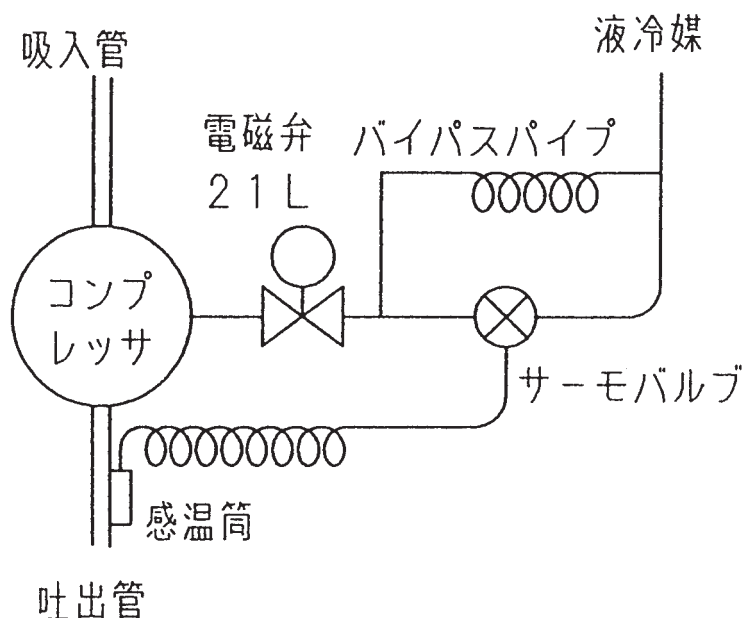 吸入管
液冷媒
電磁弁
21L
バイパスパイプ
コンプ
レッサ
サーモバルブ
感温筒
吐出管